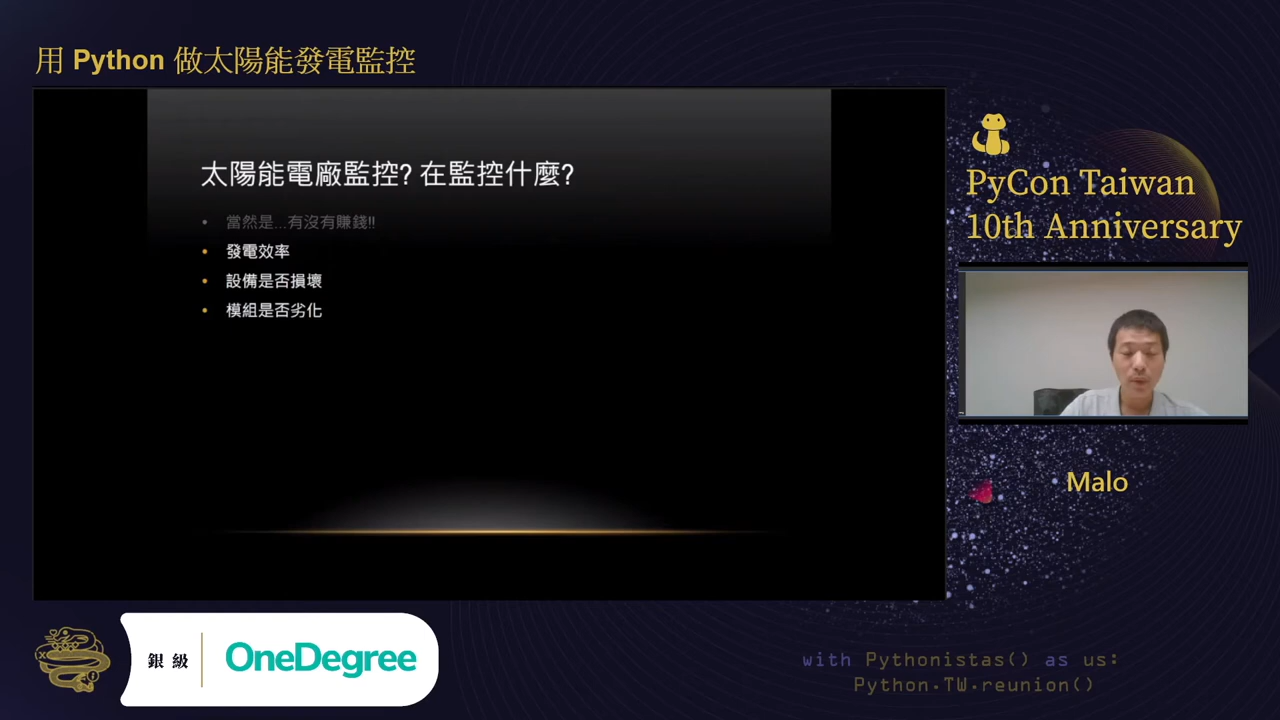 用 Python 做太陽能發電監控
太陽能電廠監控? 在監控什麼?
• 當然是...有沒有賺錢!!
• 發電效率
• 設備是否損壞
• 模組是否劣化
PyCon Taiwan
10th Anniversary
Malo
銀級
OneDegree
with Pythonistas() as us:
Python.TW.reunion()